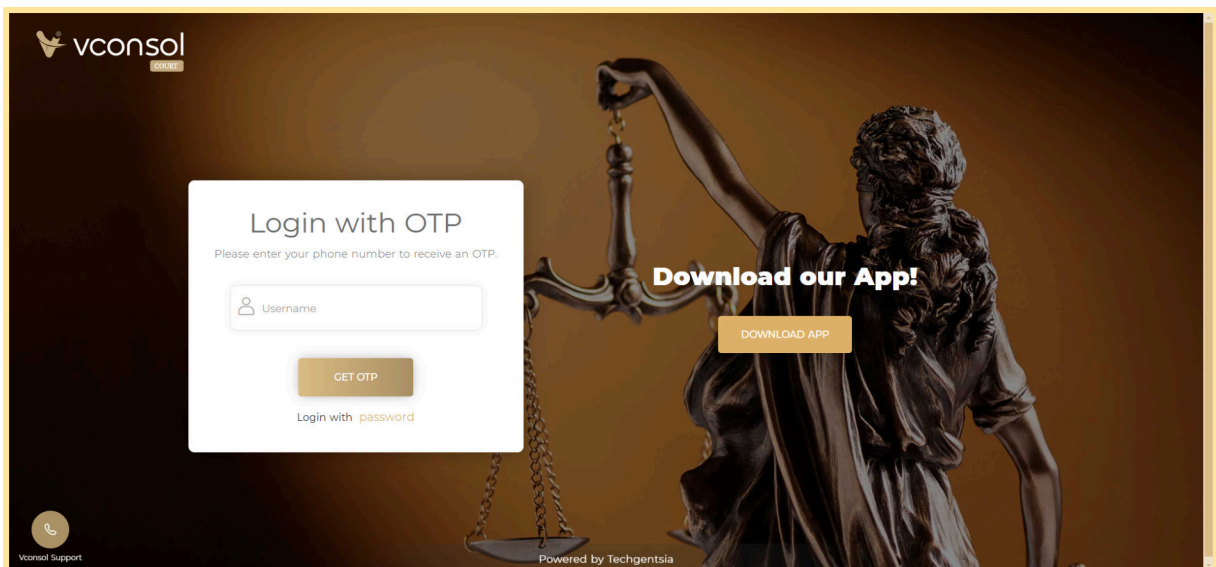 vconsol
COURT
Login with OTP
Please enter your phone number to receive an OTP.
Username
GET OTP
Login with password
Download our App!
DOWNLOAD APP
Vconsol Support
Powered by Techgentsia